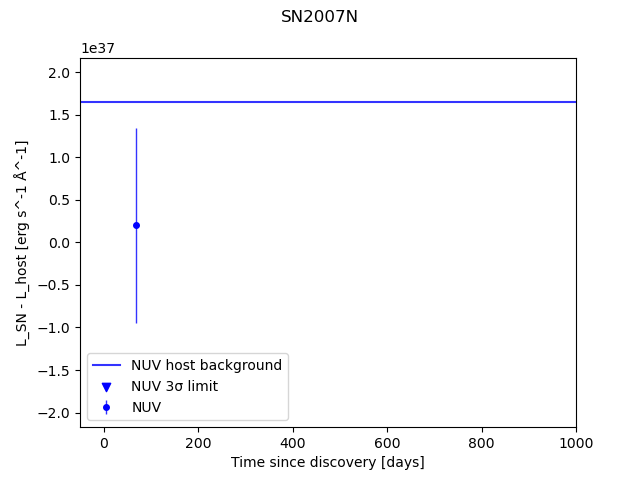 SN2007N
1e37
2.0
1.5
1.0
0.5
0.0
−0.5
−1.0
−1.5
−2.0
L_SN - L_host [erg s^-1 Å^-1]
NUV host background
NUV 3σ limit
NUV
0
200
400
600
800
1000
Time since discovery [days]